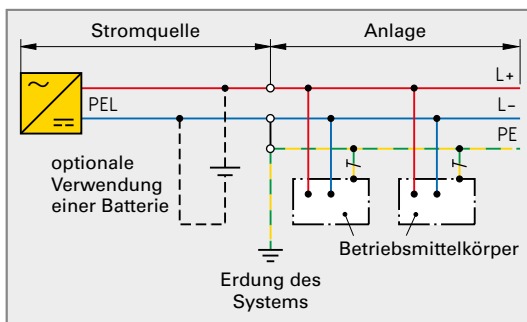 Stromquelle
Anlage
L+
PEL
L–
PE
optionale
Verwendung
einer Batterie
Betriebsmittelkörper
Erdung des
Systems